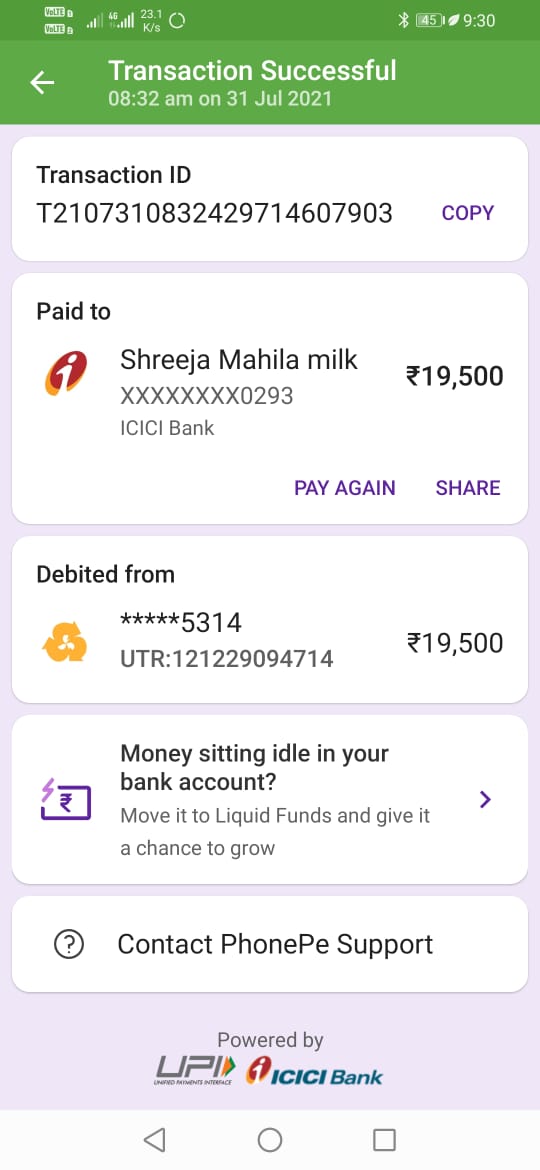 VoLTE
VoLTE
4G
23.1
K/s
45
9:30
Transaction Successful
08:32 am on 31 Jul 2021
Transaction ID
T2107310832429714607903
COPY
Paid to
Shreeja Mahila milk
₹19,500
XXXXXXXX0293
ICICI Bank
PAY AGAIN
SHARE
Debited from
*****5314
₹19,500
UTR:121229094714
Money sitting idle in your
bank account?
Move it to Liquid Funds and give it
a chance to grow
Contact PhonePe Support
Powered by
UPI
UNIFIED PAYMENTS INTERFACE
ICICI Bank